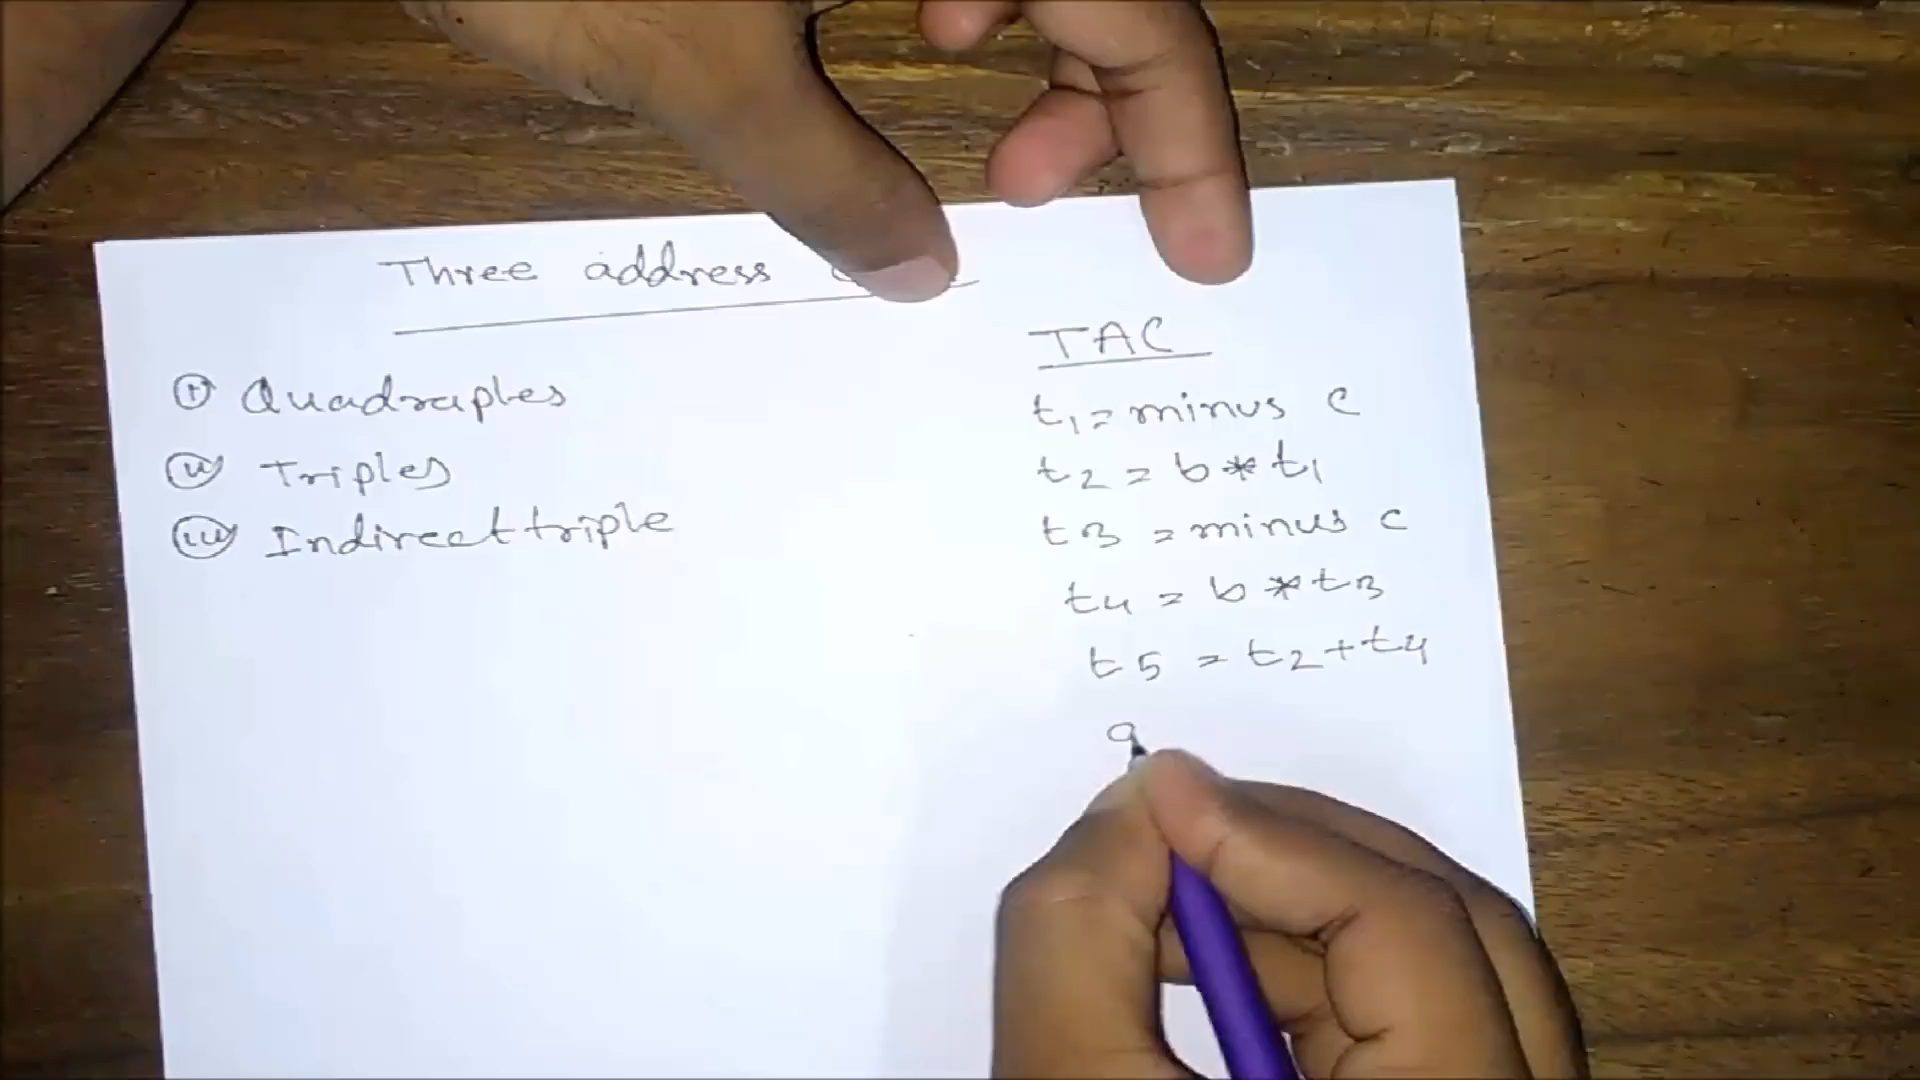 Three address
① Quadraples
② Triples
③ Indirect triple
TAC
t1 = minus c
t2 = b * t1
t3 = minus c
t4 = b * t3
t5 = t2 + t4
a